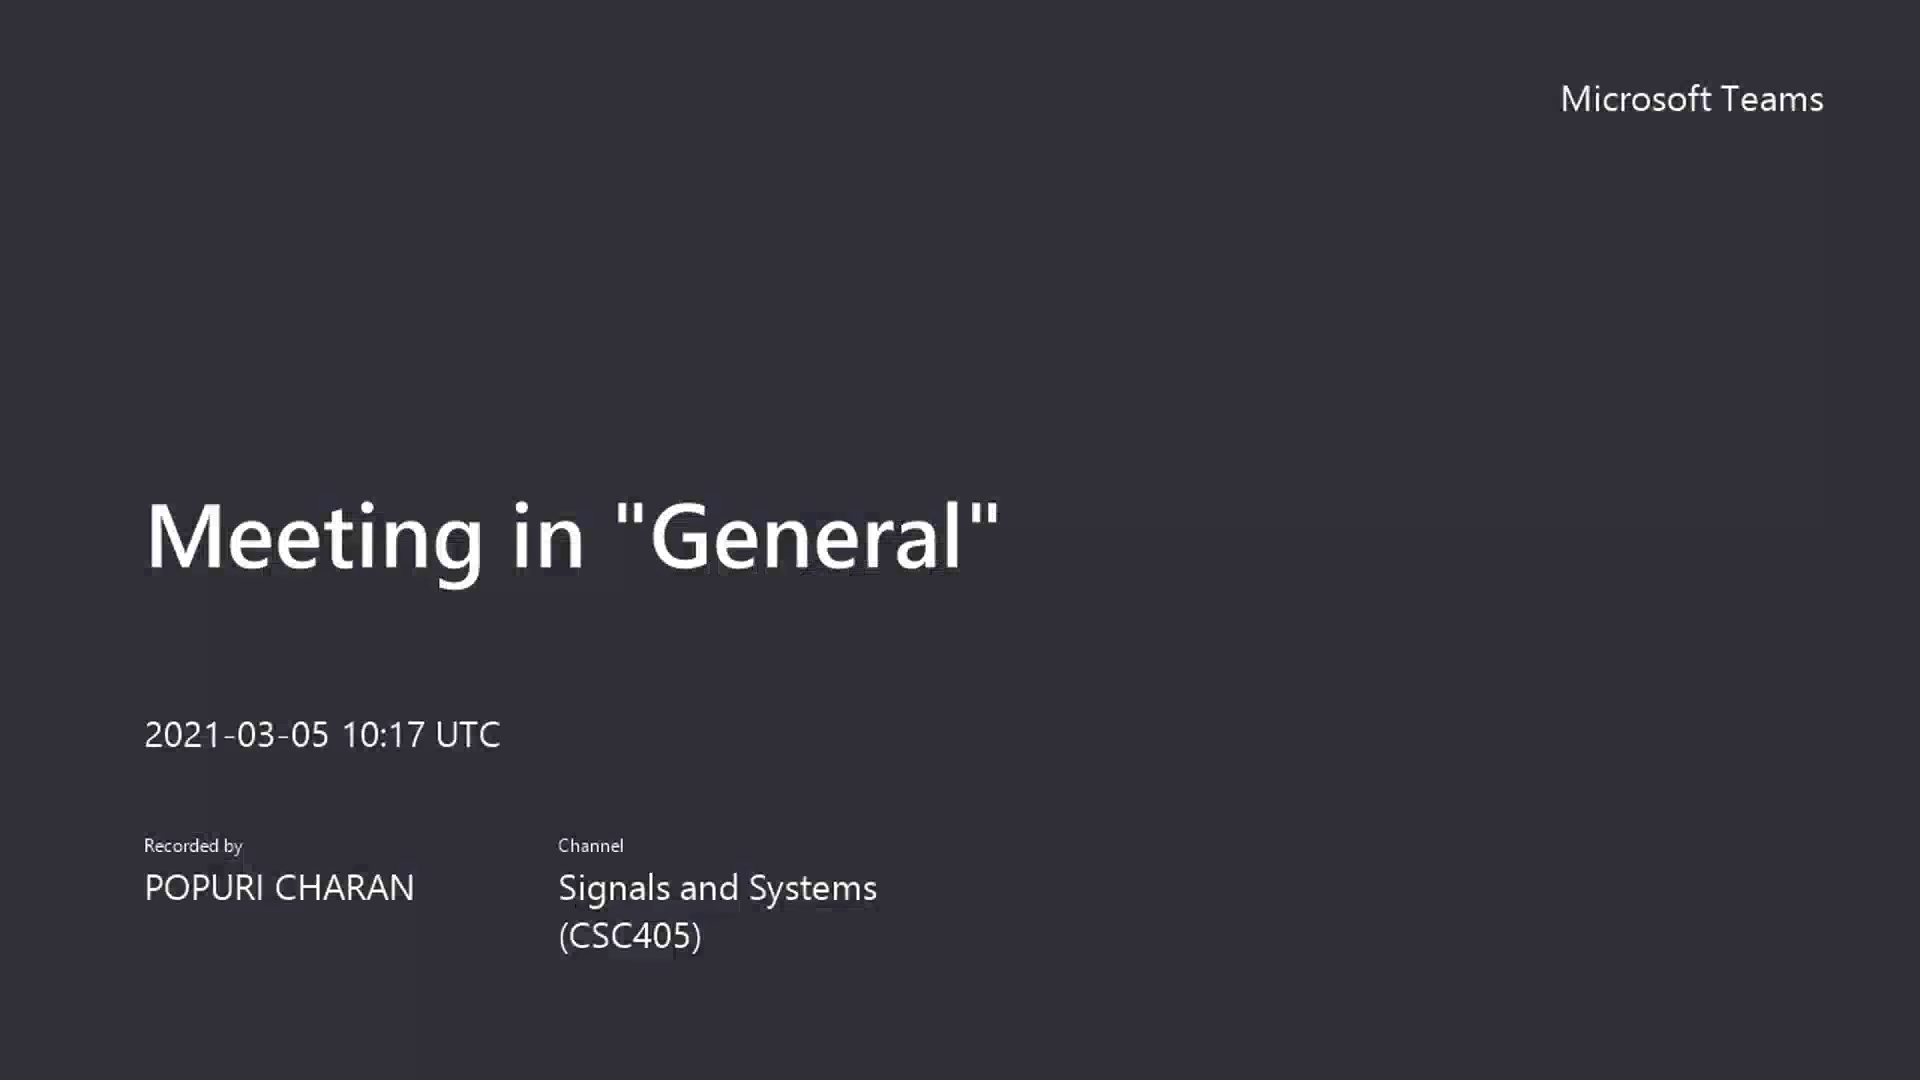 Microsoft Teams
Meeting in "General"
2021-03-05 10:17 UTC
Recorded by
POPURI CHARAN
Channel
Signals and Systems
(CSC405)